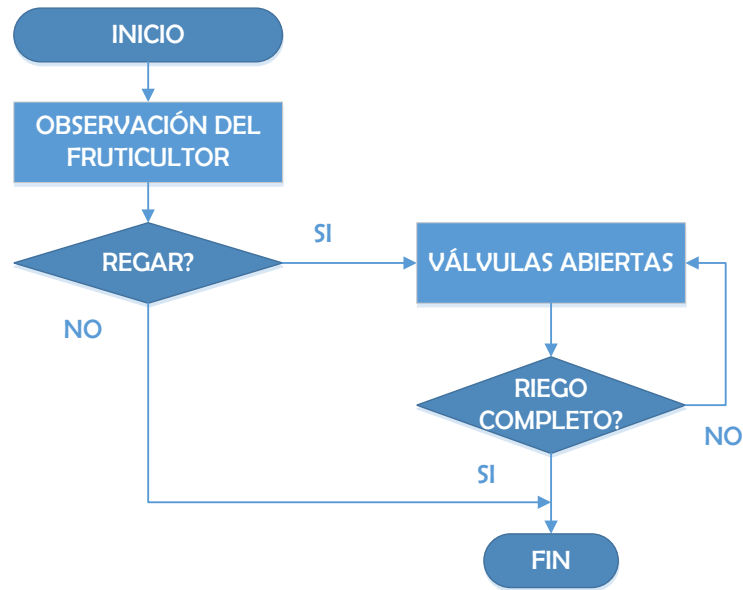 INICIO
OBSERVACIÓN DEL
FRUTICULTOR
REGAR?
SI
VÁLVULAS ABIERTAS
NO
RIEGO
COMPLETO?
NO
SI
FIN